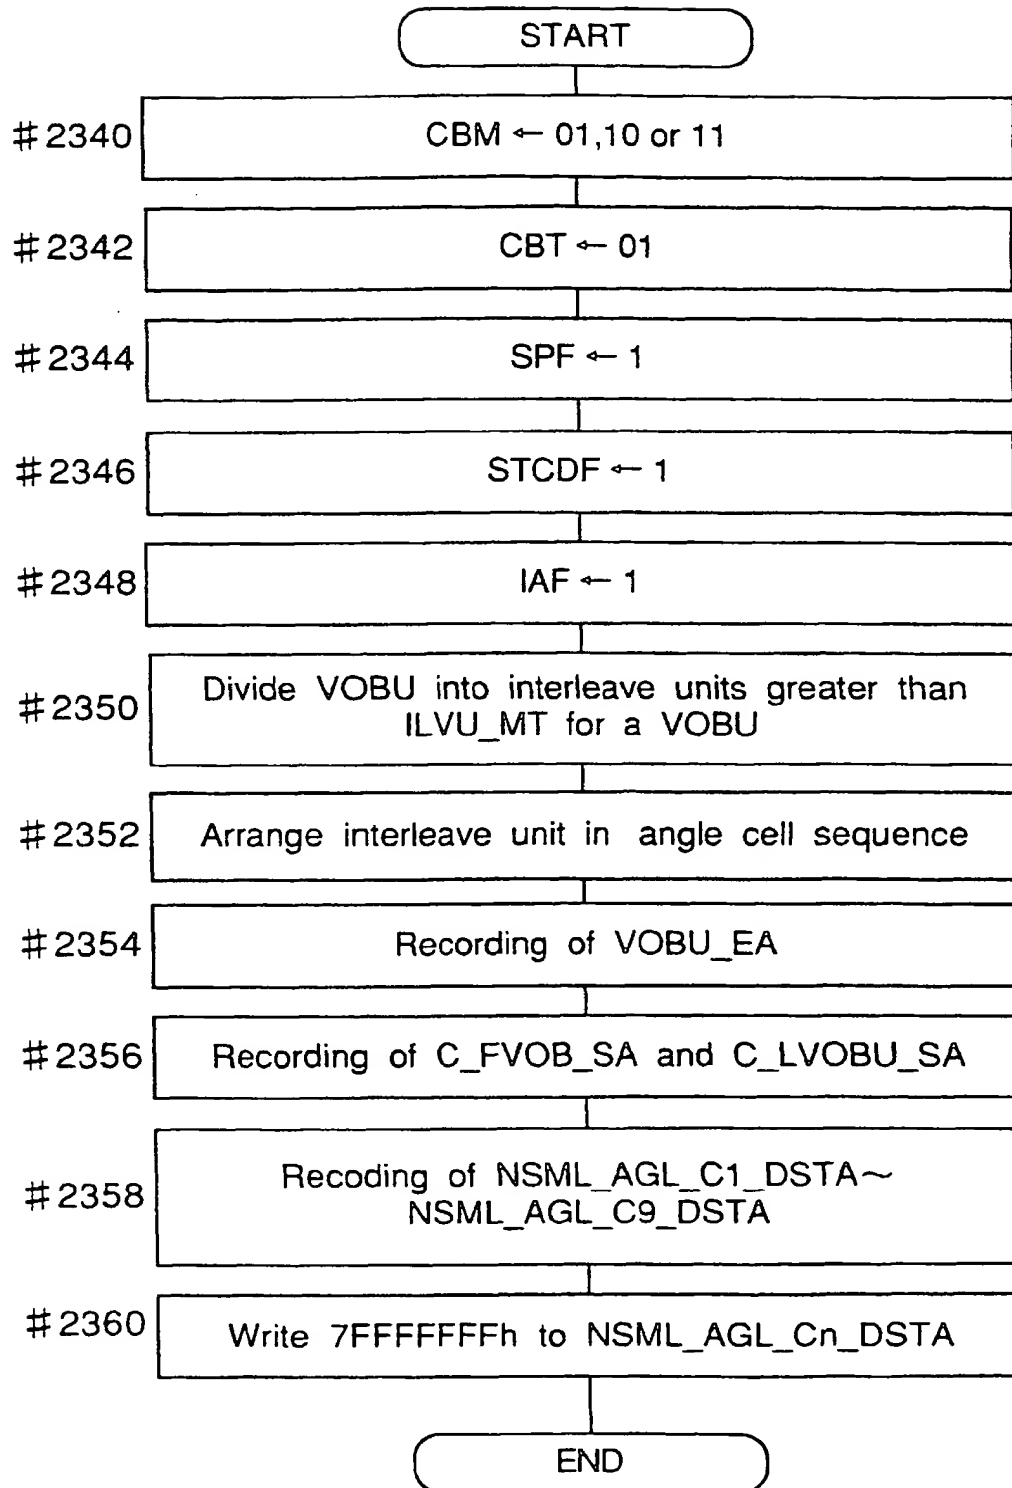 START
#2340 CBM ← 01,10 or 11
#2342 CBT ← 01
#2344 SPF ← 1
#2346 STCDF ← 1
#2348 IAF ← 1
#2350 Divide VOBU into interleave units greater than
ILVU_MT for a VOBU
#2352 Arrange interleave unit in angle cell sequence
#2354 Recording of VOBU_EA
#2356 Recording of C_FVOB_SA and C_LVOBU_SA
#2358 Recoding of NSML_AGL_C1_DSTA~
NSML_AGL_C9_DSTA
#2360 Write 7FFFFFFFh to NSML_AGL_Cn_DSTA
END